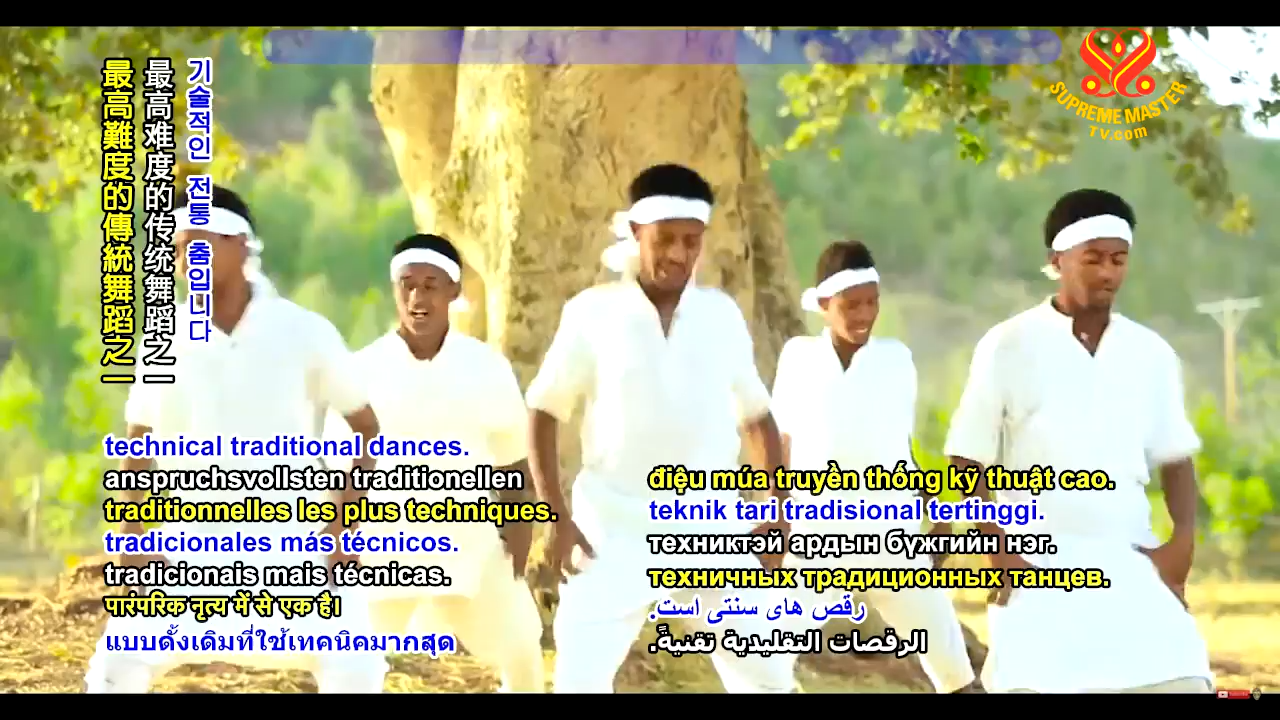 기술적인 전통 춤입니다
最高难度的传统舞蹈之一
最高難度的傳統舞蹈之一
SUPREME MASTER
TV.com
technical traditional dances.
anspruchsvollsten traditionellen
traditionnelles les plus techniques.
tradicionales más técnicos.
tradicionais mais técnicas.
पारंपरिक नृत्य में से एक है।
แบบดั้งเดิมที่ใช้เทคนิคมากสุด
điệu múa truyền thống kỹ thuật cao.
teknik tari tradisional tertinggi.
техниктэй ардын бүжгийн нэг.
техничных традиционных танцев.
رقص های سنتی است.
الرقصات التقليدية تقنيةً.